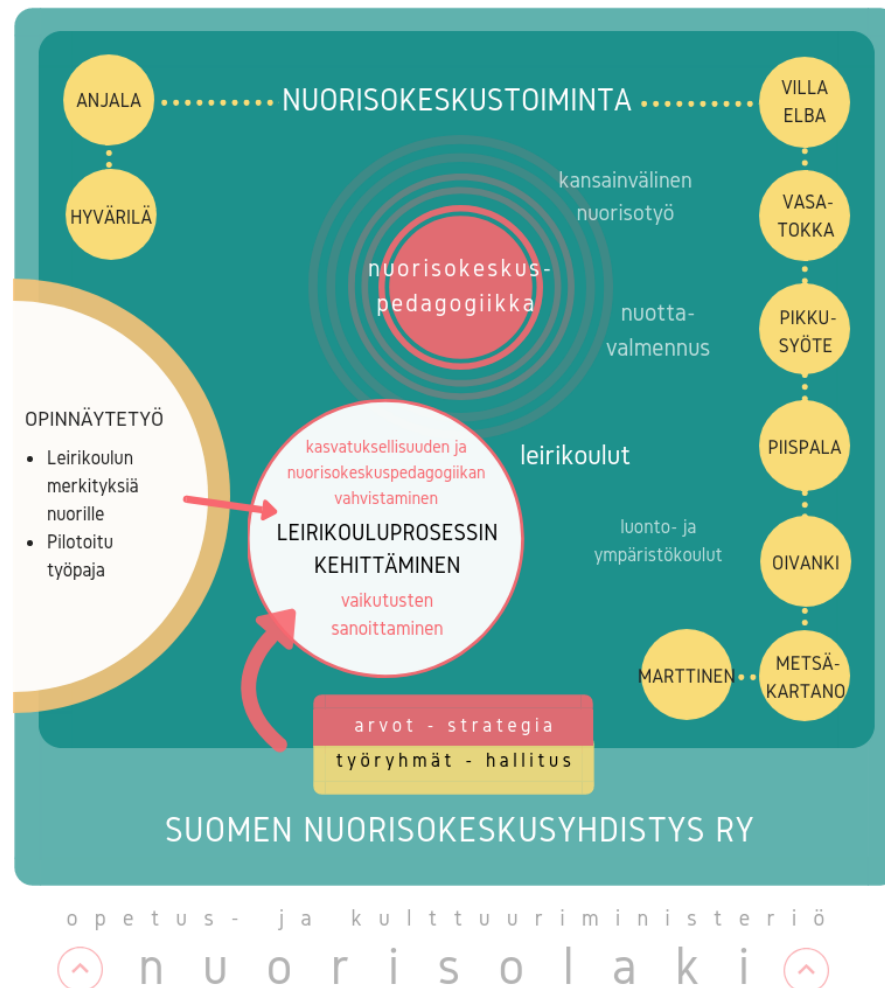 ANJALA
NUORISOKESKUSTOIMINTA
VILLA
ELBA
HYVÄRILÄ
kansainvälinen
nuorisotyö
VASA-
TOKKA
nuorisokeskus-
pedagogiikka
nuotta-
valmennus
PIKKU-
SYÖTE
OPINNÄYTETYÖ
• Leirikoulun
merkityksiä
nuorille
• Pilotoitu
työpaja
kasvatuksellisuuden ja
nuorisokeskuspedagogiikan
vahvistaminen
LEIRIKOULUPROSESSIN
KEHITTÄMINEN
vaikutusten
sanoittaminen
leirikoulut
PIISPALA
luonto- ja
ympäristökoulut
OIVANKI
MARTTINEN
METSÄ-
KARTANO
arvot - strategia
työryhmät - hallitus
SUOMEN NUORISOKESKUSYHDISTYS RY
opetus- ja kulttuuriministeriö
nuorisolaki